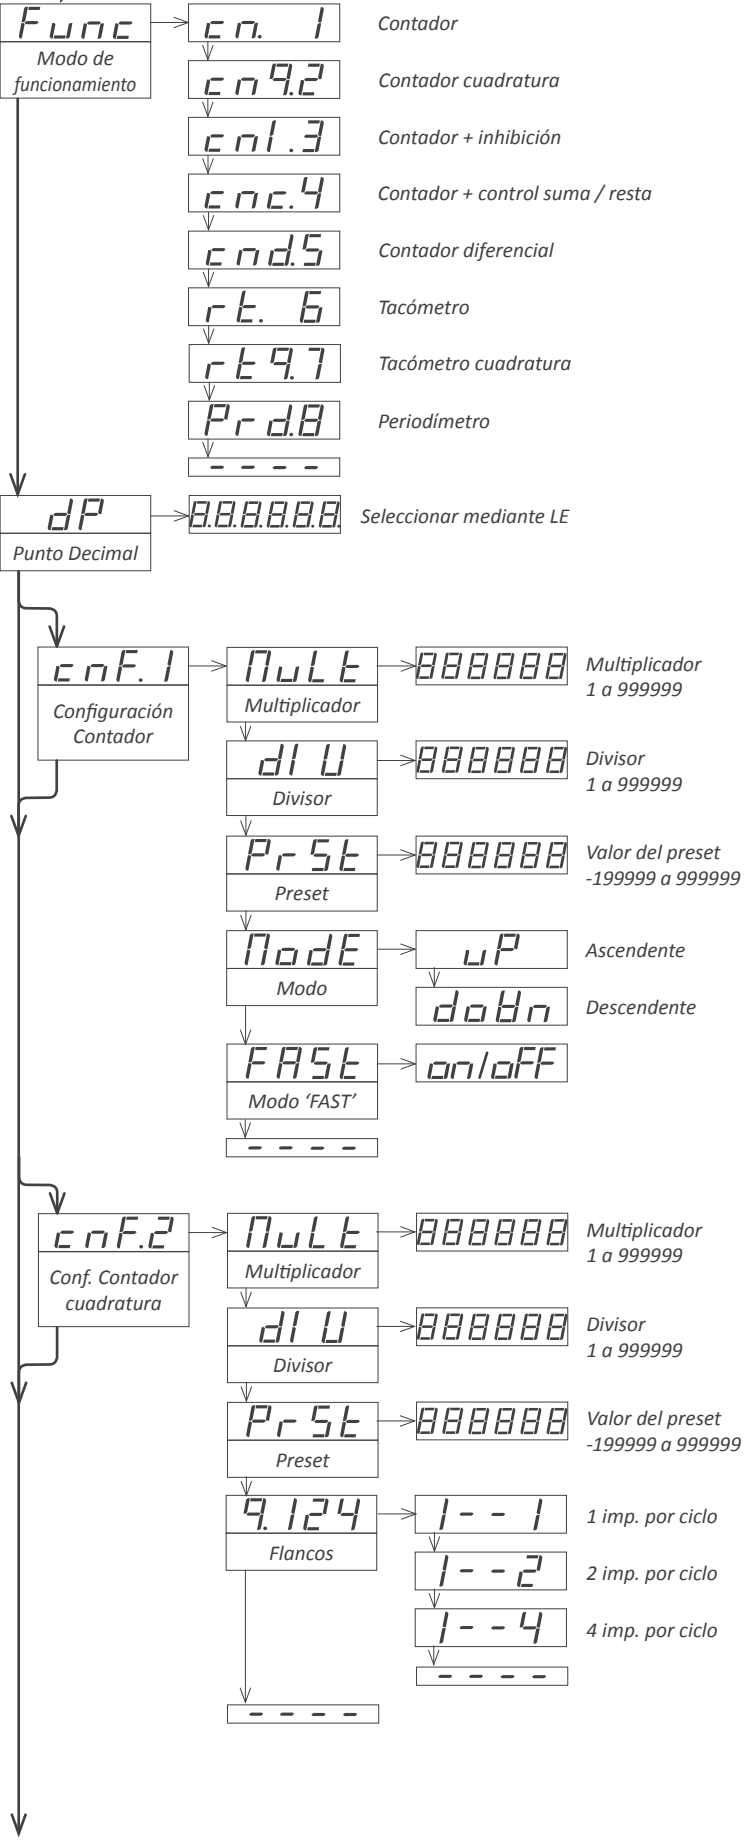 Func
Modo de
funcionamiento
cn. 1
Contador
cnq.2
Contador cuadratura
cnI.3
Contador + inhibición
cnc.4
Contador + control suma / resta
cnd.5
Contador diferencial
rt. 6
Tacómetro
rtq.7
Tacómetro cuadratura
Prd.8
Periodímetro
- - - -
dP
Punto Decimal
8.8.8.8.8.8.
Seleccionar mediante LE
cnF. 1
Configuración
Contador
MuLt
Multiplicador
888888
Multiplicador
1 a 999999
dIV
Divisor
888888
Divisor
1 a 999999
PrSt
Preset
888888
Valor del preset
-199999 a 999999
ModE
Modo
uP
Ascendente
doWn
Descendente
FASt
Modo ‘FAST’
on/oFF
- - - -
cnF.2
Conf. Contador
cuadratura
MuLt
Multiplicador
888888
Multiplicador
1 a 999999
dIV
Divisor
888888
Divisor
1 a 999999
PrSt
Preset
888888
Valor del preset
-199999 a 999999
q.124
Flancos
1--1
1 imp. por ciclo
1--2
2 imp. por ciclo
1--4
4 imp. por ciclo
- - - -
- - - -